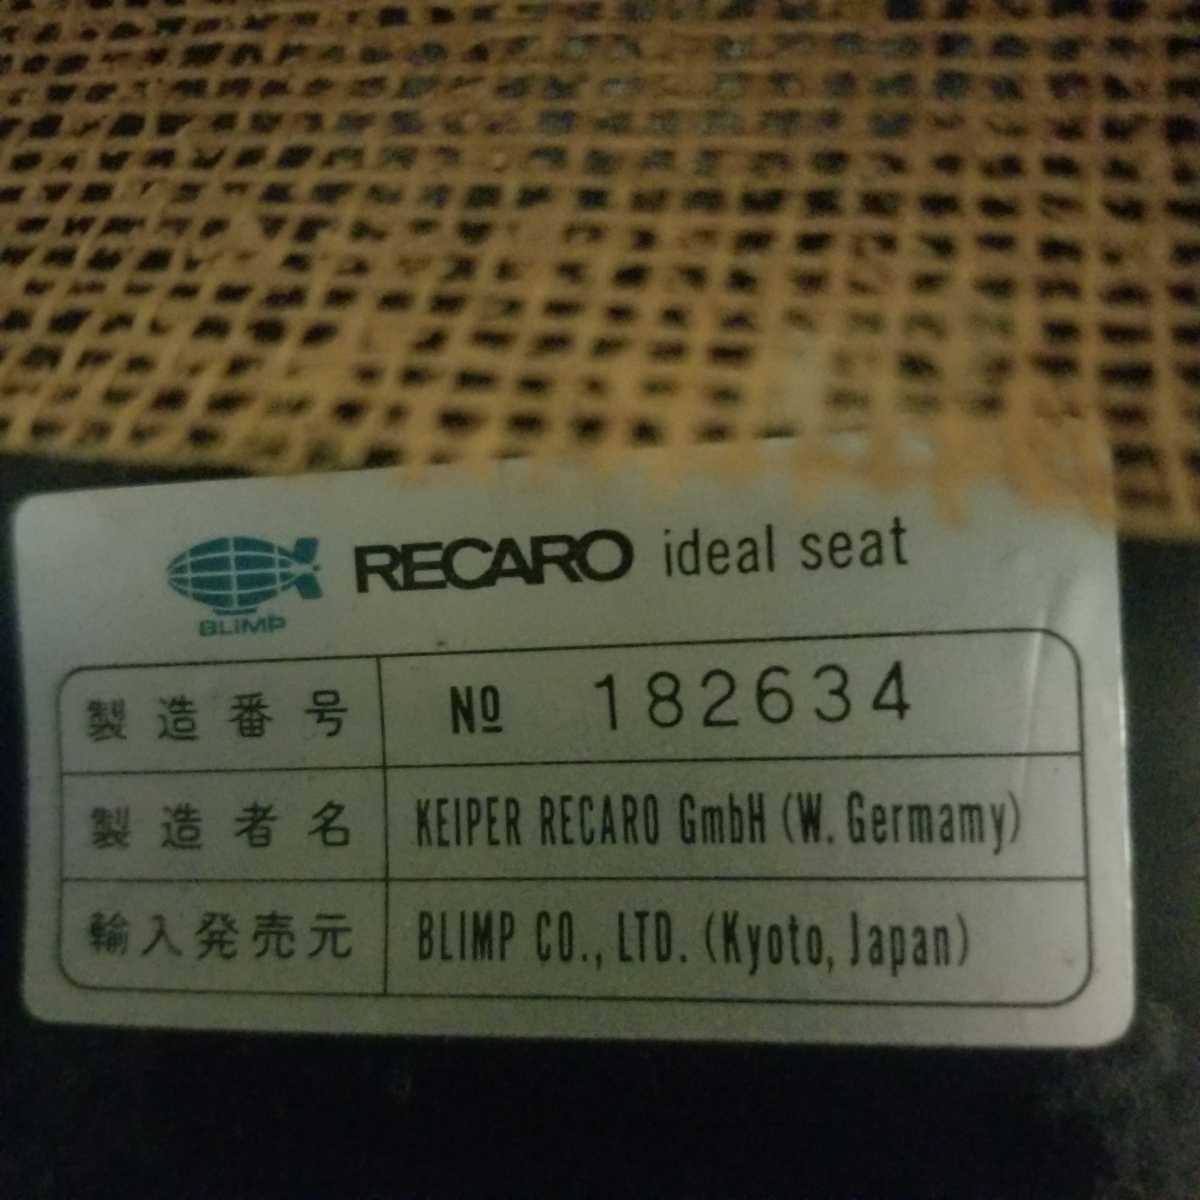 BLIMP
RECARO ideal seat
製造番号 Nº 182634
製造者名 KEIPER RECARO GmbH (W. Germamy)
輸入発売元 BLIMP CO., LTD. (Kyoto, Japan)